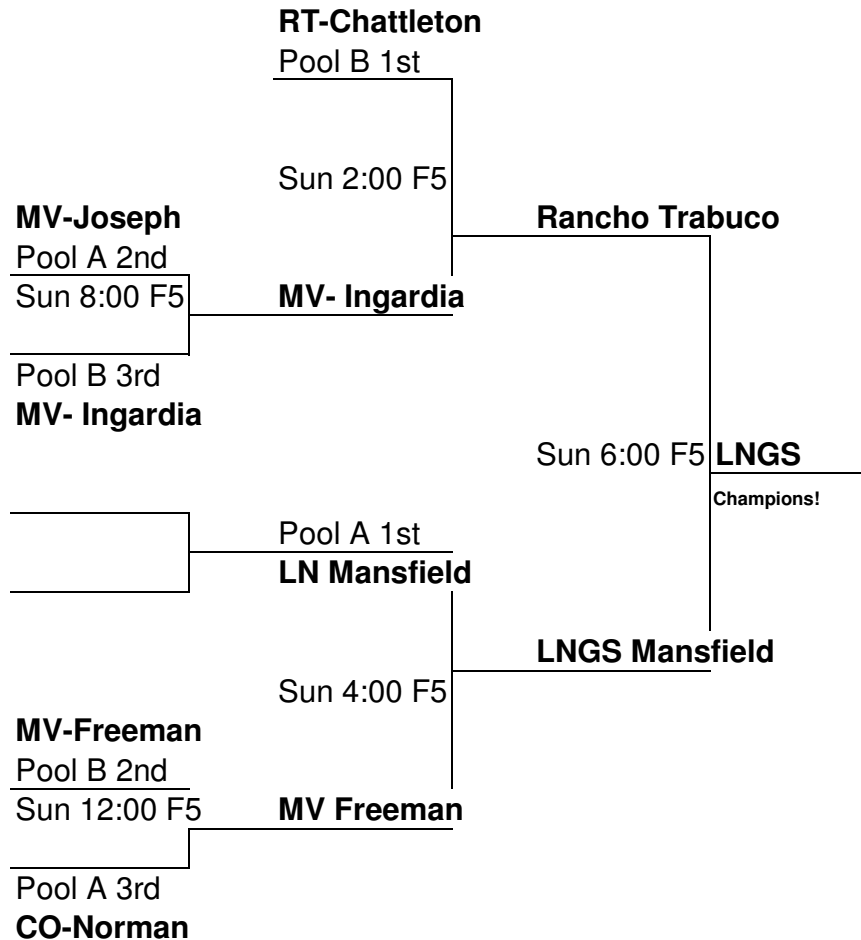 RT-Chattleton
Pool B 1st
Sun 2:00 F5
MV-Joseph
Rancho Trabuco
Pool A 2nd
Sun 8:00 F5
MV- Ingardia
Pool B 3rd
MV- Ingardia
Sun 6:00 F5
LNGS
Champions!
Pool A 1st
LN Mansfield
LNGS Mansfield
Sun 4:00 F5
MV-Freeman
Pool B 2nd
Sun 12:00 F5
MV Freeman
Pool A 3rd
CO-Norman